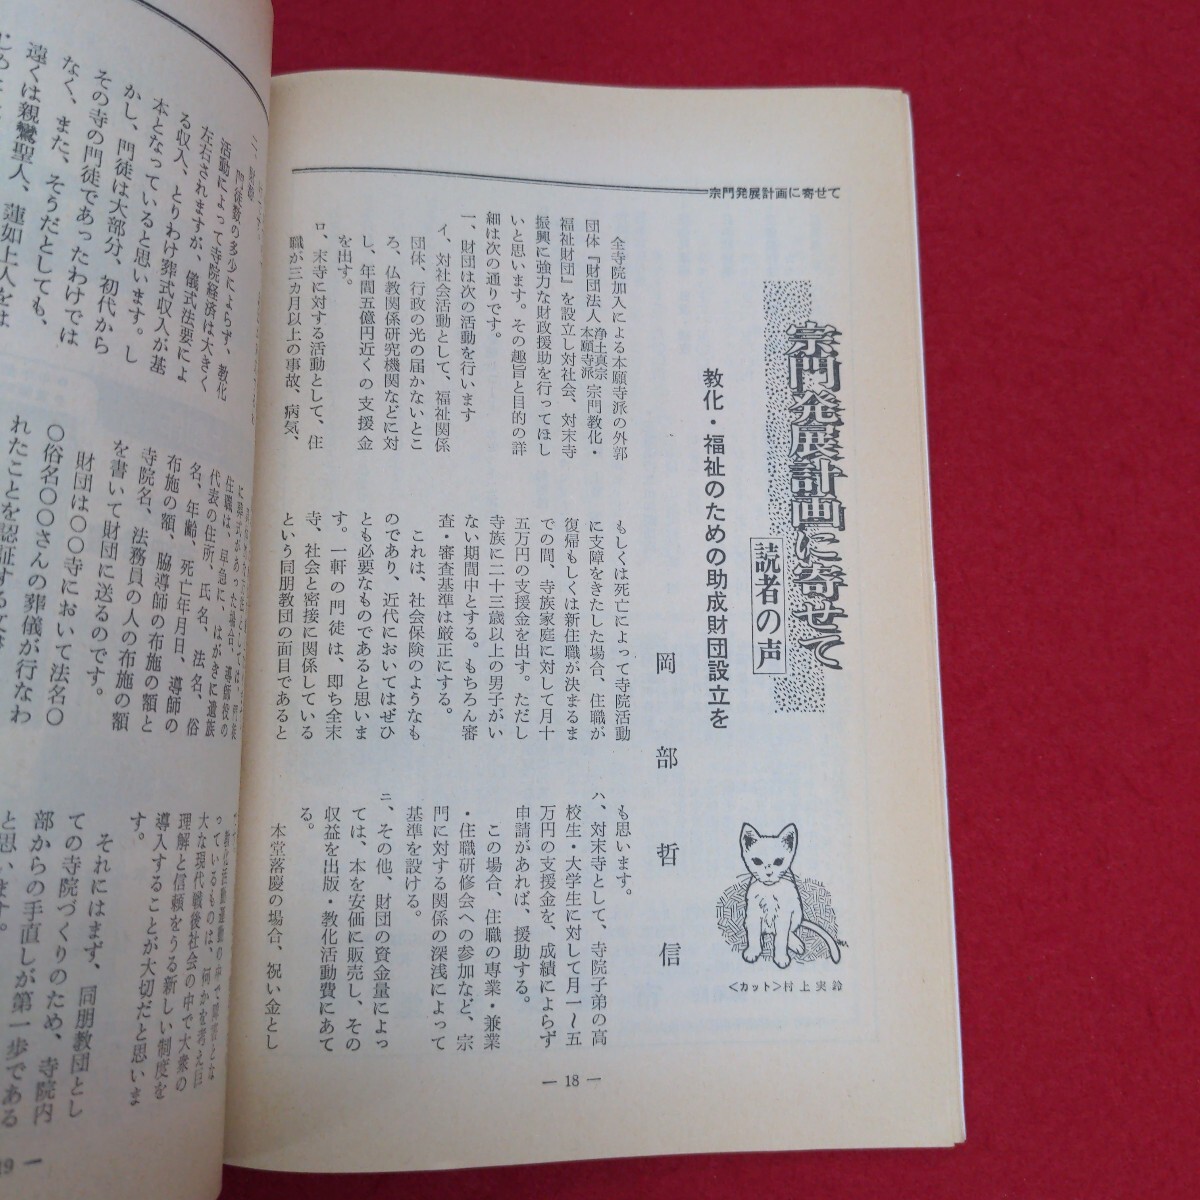 宗門発展計画に寄せて
宗門発展計画に寄せて
読者の声
教化・福祉のための助成財団設立を
岡部哲信
<カット>村上実鈴
全寺院加入による本願寺派の外郭
団体『財団法人 浄土真宗本願寺派 宗門教化・
福祉財団』を設立し対社会、対末寺
振興に強力な財政援助を行ってほし
いと思います。その趣旨と目的の詳
細は次の通りです。
一、財団は次の活動を行います
イ、対社会活動として、福祉関係
団体、行政の光の届かないとこ
ろ、仏教関係研究機関などに対
し、年間五億円近くの支援金
を出す。
ロ、末寺に対する活動として、住
職が三カ月以上の事故、病気、
もしくは死亡によって寺院活動
に支障をきたした場合、住職が
復帰もしくは新住職が決まるま
での間、寺族家庭に対して月十
五万円の支援金を出す。ただし
寺族に二十三歳以上の男子がい
ない期間中とする。もちろん審
査・審査基準は厳正にする。
これは、社会保険のようなも
のであり、近代においてはぜひ
とも必要なものであると思いま
す。一軒の門徒は、即ち全末
寺、社会と密接に関係している
という同朋教団の面目であると
も思います。
ハ、対末寺として、寺院子弟の高
校生・大学生に対して月一〜五
万円の支援金を、成績によらず
申請があれば、援助する。
この場合、住職の専業・兼業
・住職研修会への参加など、宗
門に対する関係の深浅によって
基準を設ける。
ニ、その他、財団の資金量によっ
ては、本を安価に販売し、その
収益を出版・教化活動費にあて
る。
本堂落慶の場合、祝い金とし
— 18 —
門徒数の多少によらず、教化
活動によって寺院経済は大きく
左右されますが、儀式法要によ
る収入、とりわけ葬式収入が基
本となっていると思います。し
かし、門徒は大部分、初代から
その寺の門徒であったわけでは
なく、また、そうだとしても、
遠くは親鸞聖人、蓮如上人をは
に葬式があった場合、導師役の
住職は、早急に、はがきに遺族
代表の住所、氏名、法名、俗
名、年齢、死亡年月日、導師の
布施の額、脇導師の布施の額と
寺院名、法務員の人の布施の額
を書いて財団に送るのです。
財団は〇〇寺において法名〇
〇俗名〇〇さんの葬儀が行なわ
れたことを認証する
っているものは、何かを考え
大な現代戦後社会の中で大衆の
理解と信頼をうる新しい制度を
導入することが大切だと思いま
す。
それにはまず、同朋教団とし
ての寺院づくりのため、寺院内
部からの手直しが第一歩である
と思います。
19 —